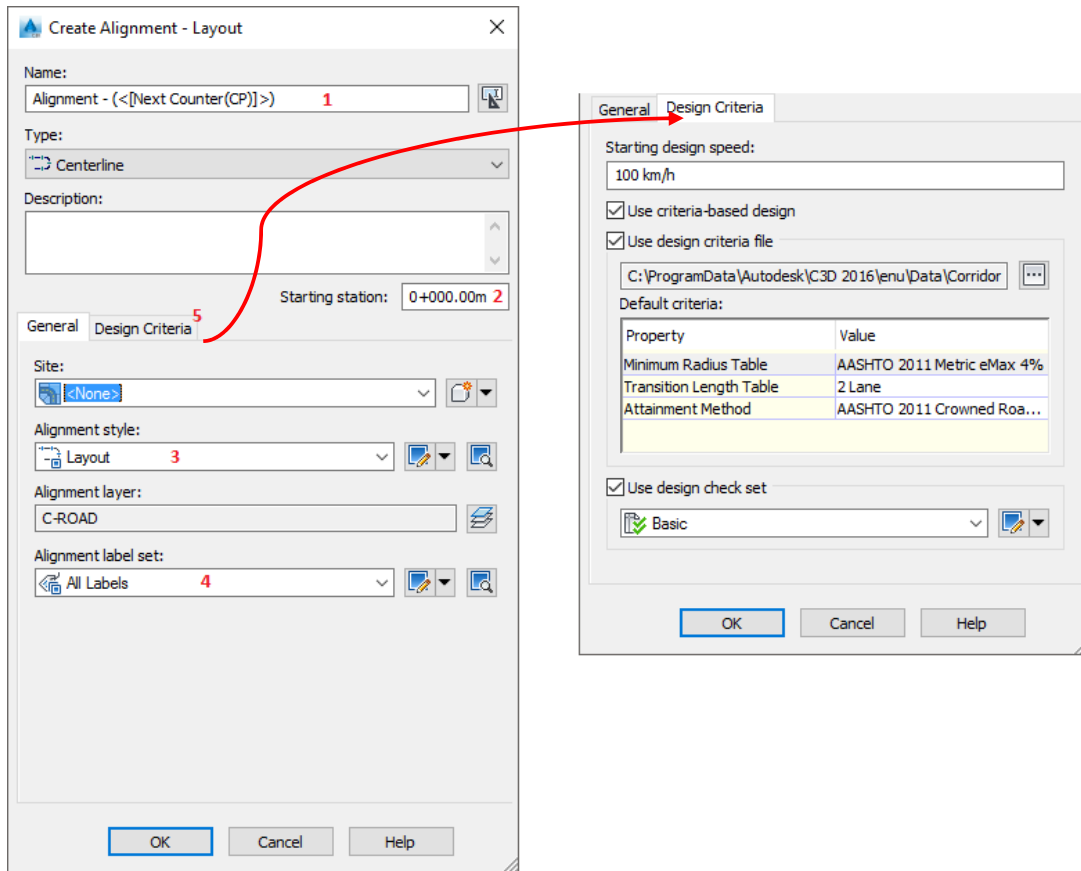 Create Alignment - Layout
Name:
Alignment - (<[Next Counter(CP)]>) 1
Type:
Centerline
Description:
Starting station: 0+000.00m 2
General Design Criteria 5
Site:
<None>
Alignment style:
Layout 3
Alignment layer:
C-ROAD
Alignment label set:
All Labels 4
OK Cancel Help
General Design Criteria
Starting design speed:
100 km/h
Use criteria-based design
Use design criteria file
C:\ProgramData\Autodesk\C3D 2016\enu\Data\Corridor ...
Default criteria:
Property Value
Minimum Radius Table AASHTO 2011 Metric eMax 4%
Transition Length Table 2 Lane
Attainment Method AASHTO 2011 Crowned Roa...
Use design check set
Basic
OK Cancel Help